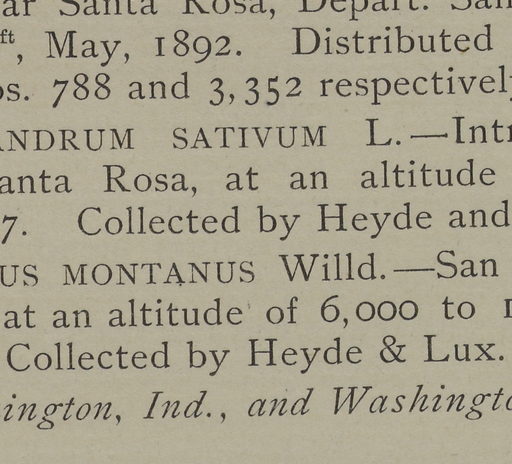 ar Santa Rosa, Depart. San
ft, May, 1892. Distributed
os. 788 and 3,352 respectively
ANDRUM SATIVUM L.—Intr
anta Rosa, at an altitude
7. Collected by Heyde and
US MONTANUS Willd.—San
at an altitude of 6,000 to
Collected by Heyde & Lux.
ington, Ind., and Washingto